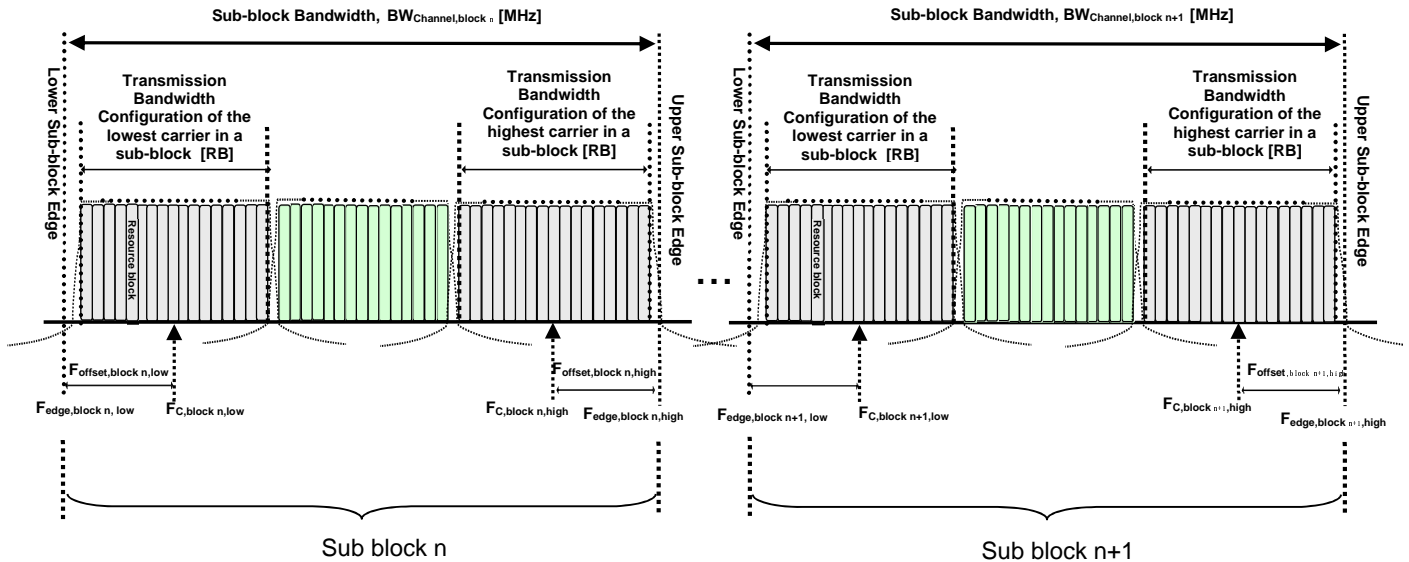 Sub-block Bandwidth, BWChannel,block n [MHz]
Sub-block Bandwidth, BWChannel,block n+1 [MHz]
Lower Sub-block Edge
Transmission
Bandwidth
Configuration of the
lowest carrier in a
sub-block [RB]
Transmission
Bandwidth
Configuration of the
highest carrier in a
sub-block [RB]
Upper Sub-block Edge
Resource block
...
Lower Sub-block Edge
Transmission
Bandwidth
Configuration of the
lowest carrier in a
sub-block [RB]
Transmission
Bandwidth
Configuration of the
highest carrier in a
sub-block [RB]
Upper Sub-block Edge
Resource block
Foffset,block n,low
Foffset,block n,high
Fedge,block n, low
FC,block n,low
FC,block n,high
Fedge,block n,high
Foffset,block n+1,high
Fedge,block n+1, low
FC,block n+1,low
FC,block n+1,high
Fedge,block n+1,high
Sub block n
Sub block n+1